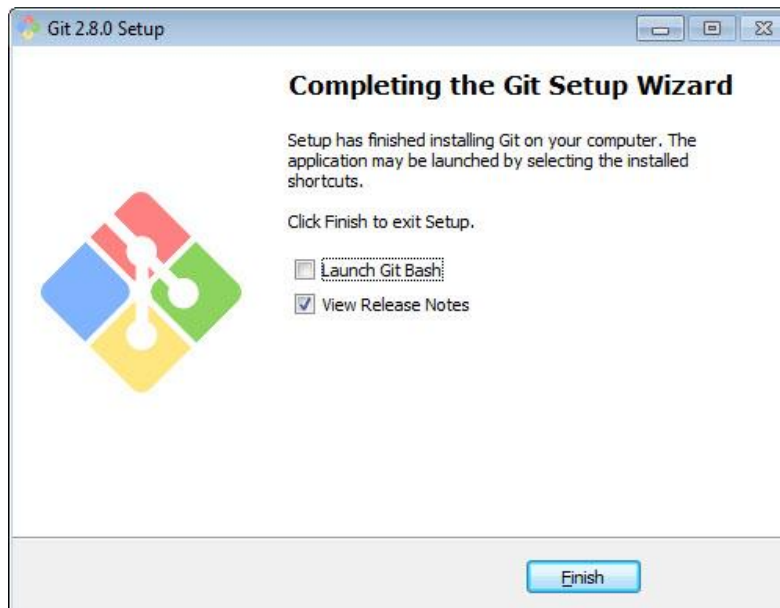 Git 2.8.0 Setup
Completing the Git Setup Wizard
Setup has finished installing Git on your computer. The
application may be launched by selecting the installed
shortcuts.
Click Finish to exit Setup.
Launch Git Bash
View Release Notes
Finish